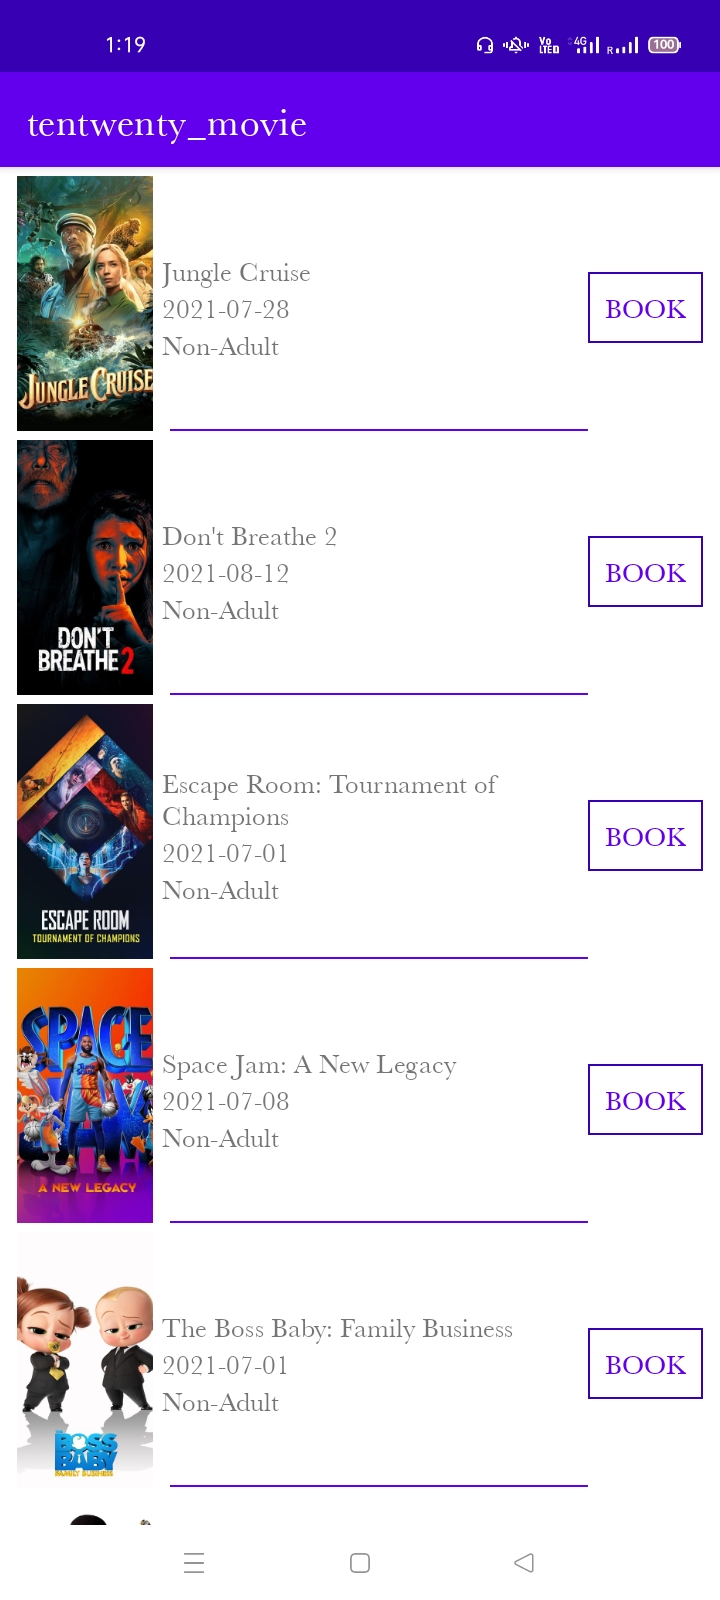 1:19
Vo
LTED
4G
R
100
tentwenty_movie
JUNGLE CRUISE
Jungle Cruise
2021-07-28
Non-Adult
BOOK
DON'T
BREATHE 2
Don't Breathe 2
2021-08-12
Non-Adult
BOOK
ESCAPE ROOM
TOURNAMENT OF CHAMPIONS
Escape Room: Tournament of
Champions
2021-07-01
Non-Adult
BOOK
SPACE
JAM
A NEW LEGACY
Space Jam: A New Legacy
2021-07-08
Non-Adult
BOOK
BOSS
BABY
FAMILY BUSINESS
The Boss Baby: Family Business
2021-07-01
Non-Adult
BOOK